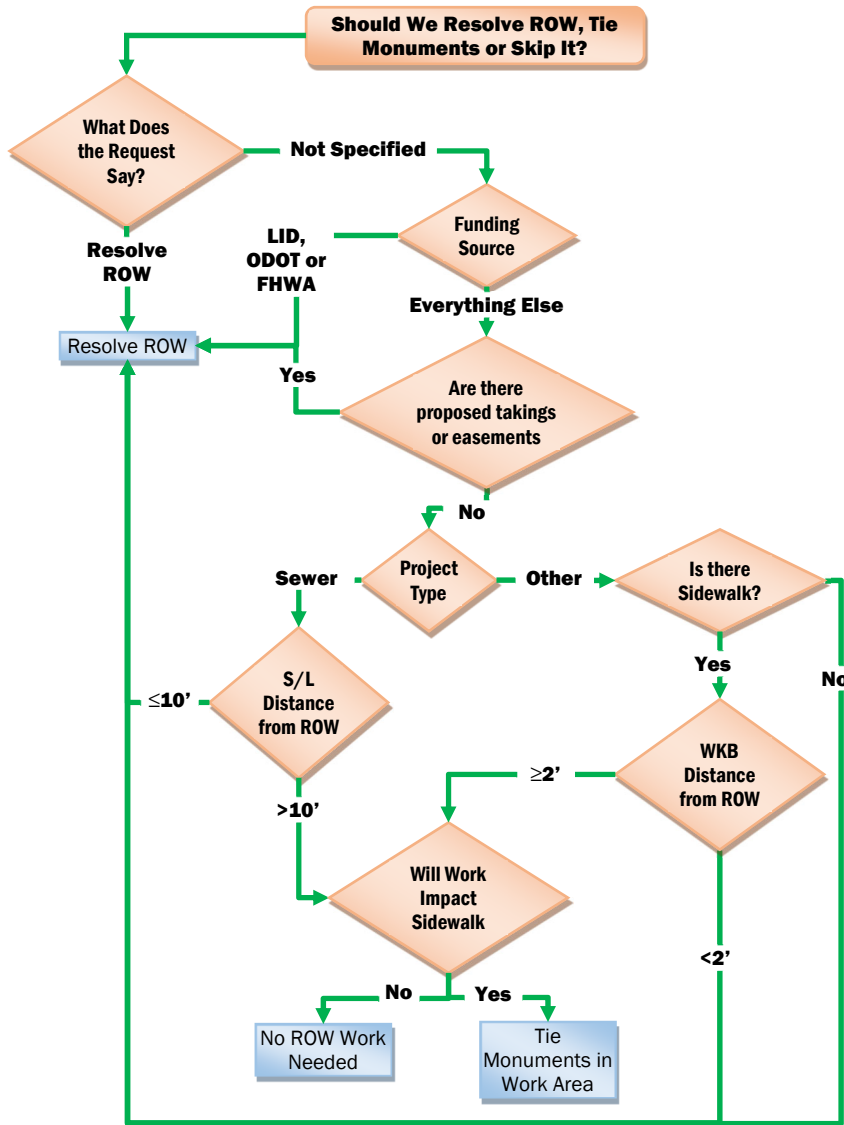 Should We Resolve ROW, Tie
Monuments or Skip It?
What Does
the Request
Say?
Not Specified
Funding
Source
LID,
ODOT or
FHWA
Resolve
ROW
Everything Else
Resolve ROW
Yes
Are there
proposed takings
or easements
No
Project
Type
Sewer
Other
Is there
Sidewalk?
Yes
No
S/L
Distance
from ROW
≤10’
WKB
Distance
from ROW
≥2’
>10’
Will Work
Impact
Sidewalk
<2’
No
Yes
No ROW Work
Needed
Tie
Monuments in
Work Area